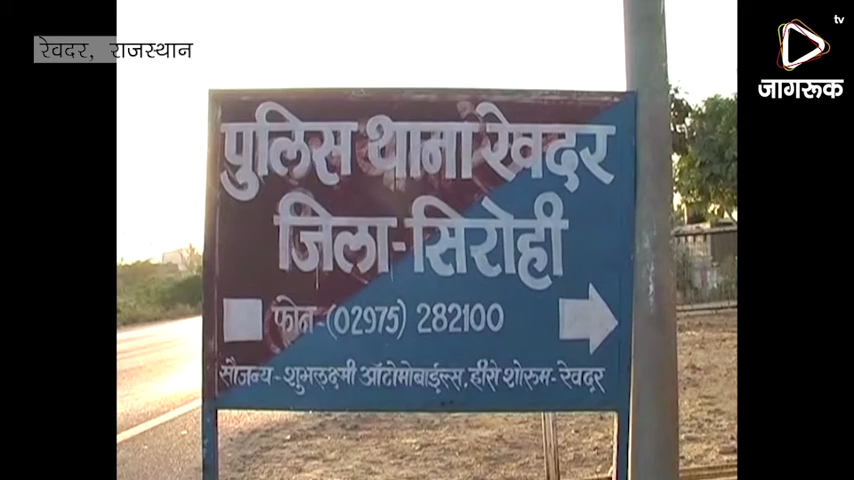 रेवदर, राजस्थान
tv
जागरूक
पुलिस थाना रेवदर
जिला-सिरोही
फोन-(02975) 282100
सौजन्य-शुभलक्ष्मी ऑटोमोबाईल्स, हीरो शोरुम-रेवदर